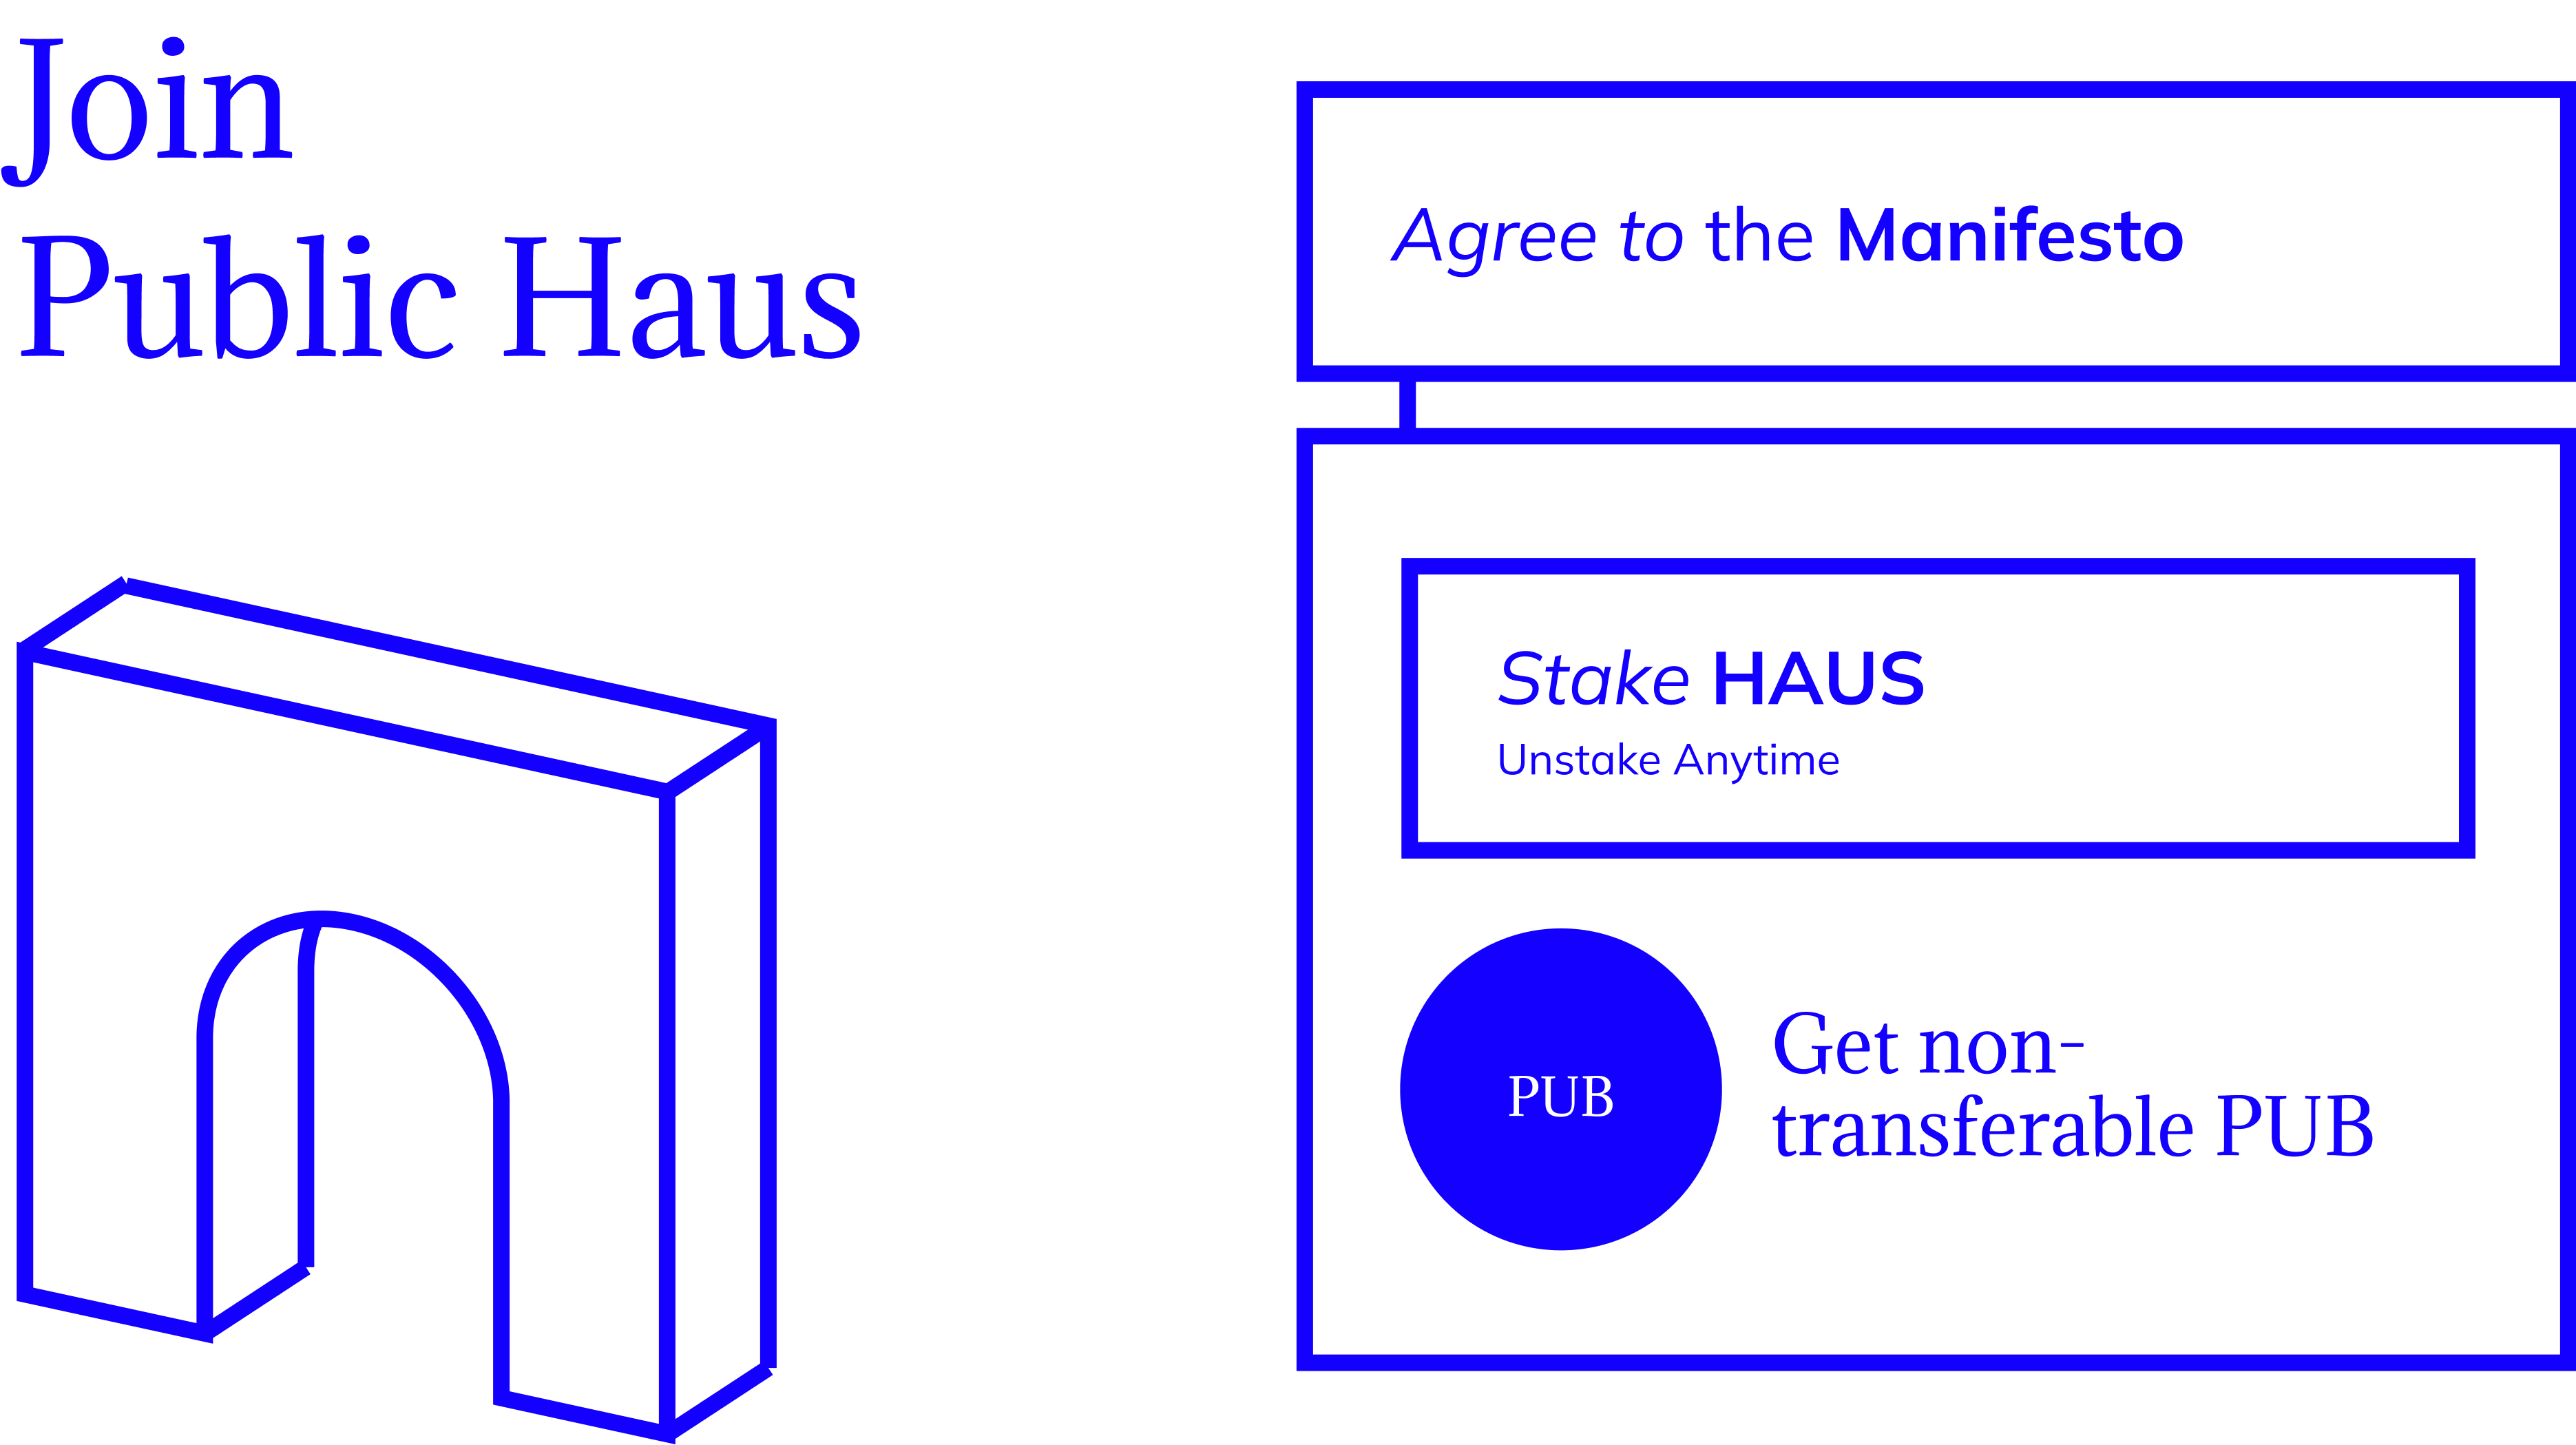 Join
Public Haus
Agree to the Manifesto
Stake HAUS
Unstake Anytime
PUB
Get non-
transferable PUB